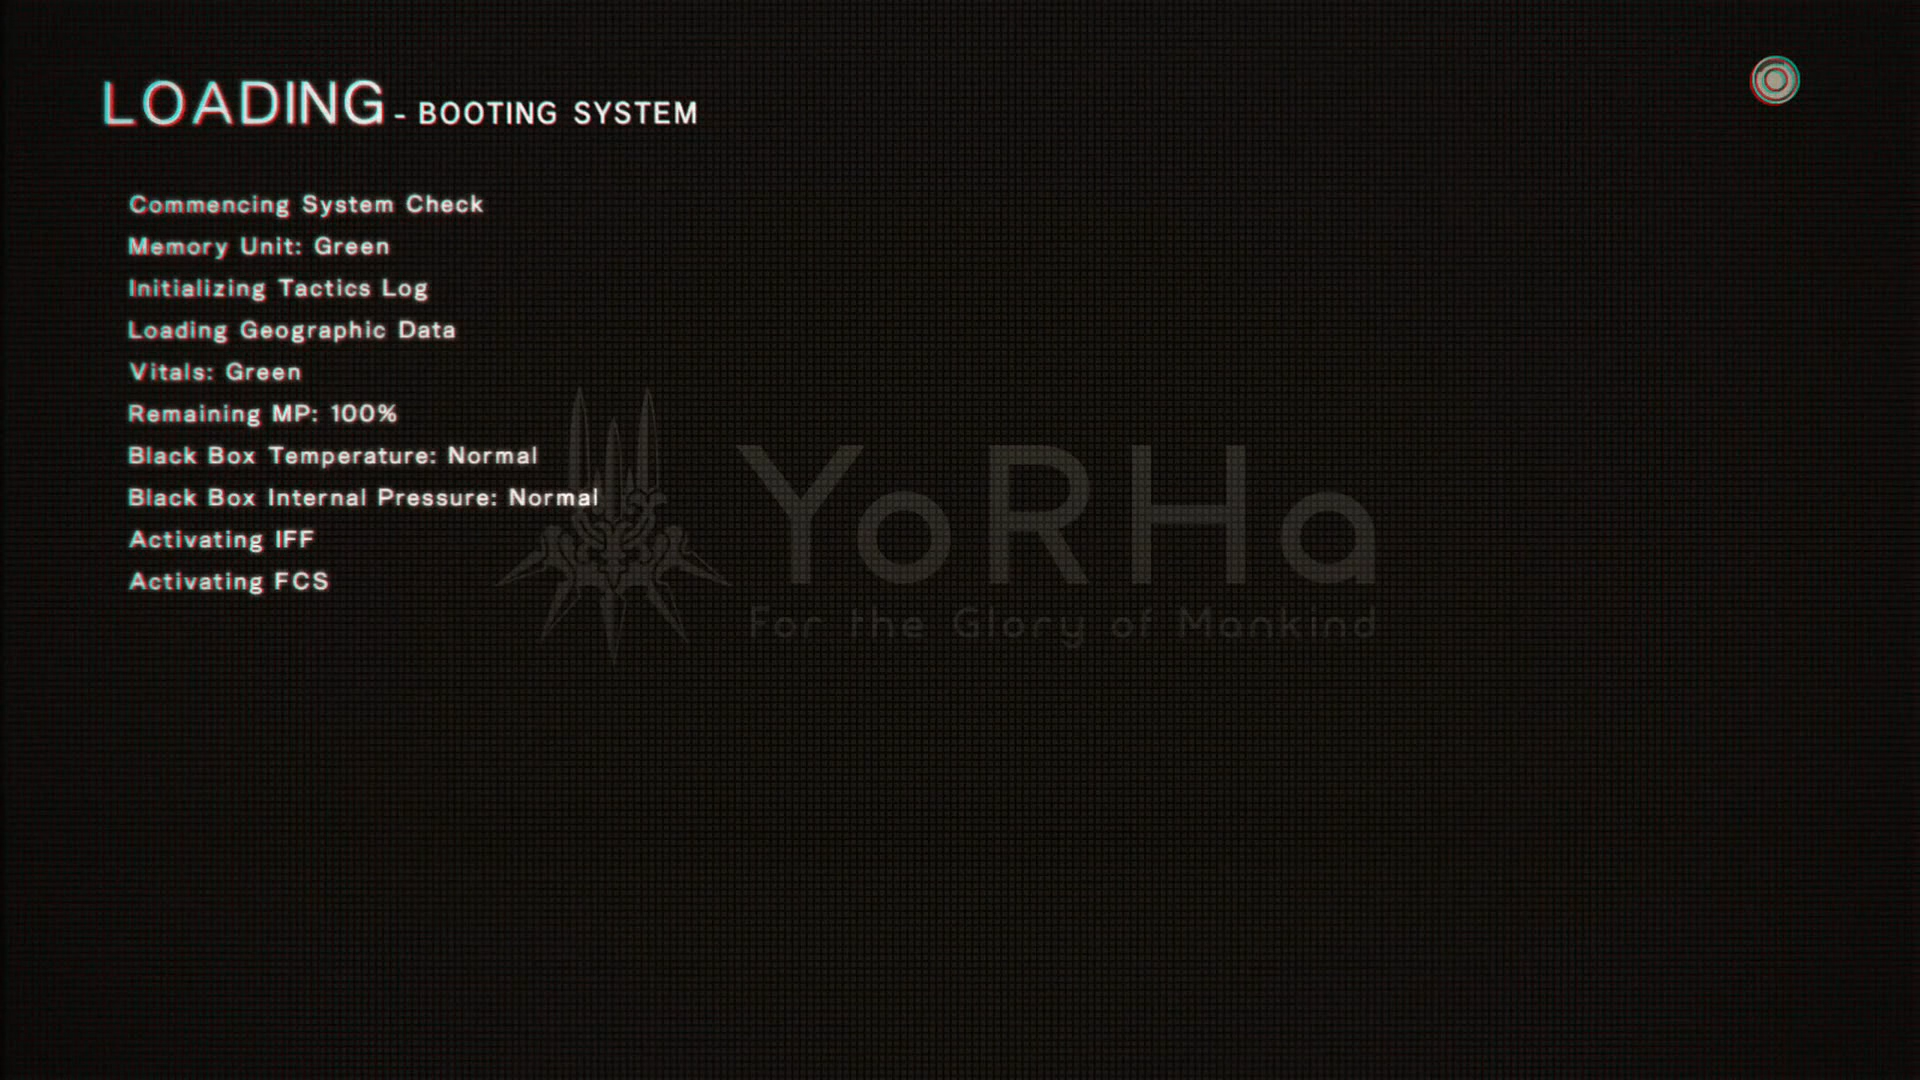 LOADING - BOOTING SYSTEM
Commencing System Check
Memory Unit: Green
Initializing Tactics Log
Loading Geographic Data
Vitals: Green
Remaining MP: 100%
Black Box Temperature: Normal
Black Box Internal Pressure: Normal
Activating IFF
Activating FCS
YoRHa
For the Glory of Mankind